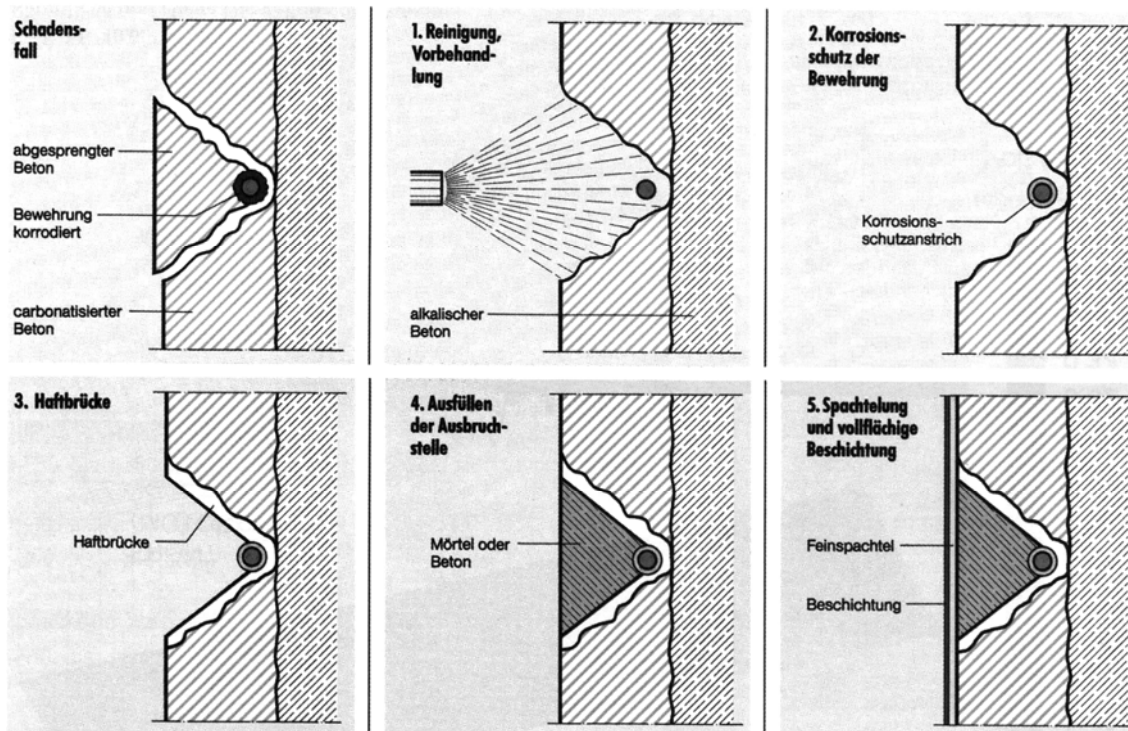 Schadens-
fall
abgesprengter
Beton
Bewehrung
korrodiert
carbonatisierter
Beton
1. Reinigung,
Vorbehand-
lung
alkalischer
Beton
2. Korrosions-
schutz der
Bewehrung
Korrosions-
schutzanstrich
3. Haftbrücke
Haftbrücke
4. Ausfüllen
der Ausbruch-
stelle
Mörtel oder
Beton
5. Spachtelung
und vollflächige
Beschichtung
Feinspachtel
Beschichtung